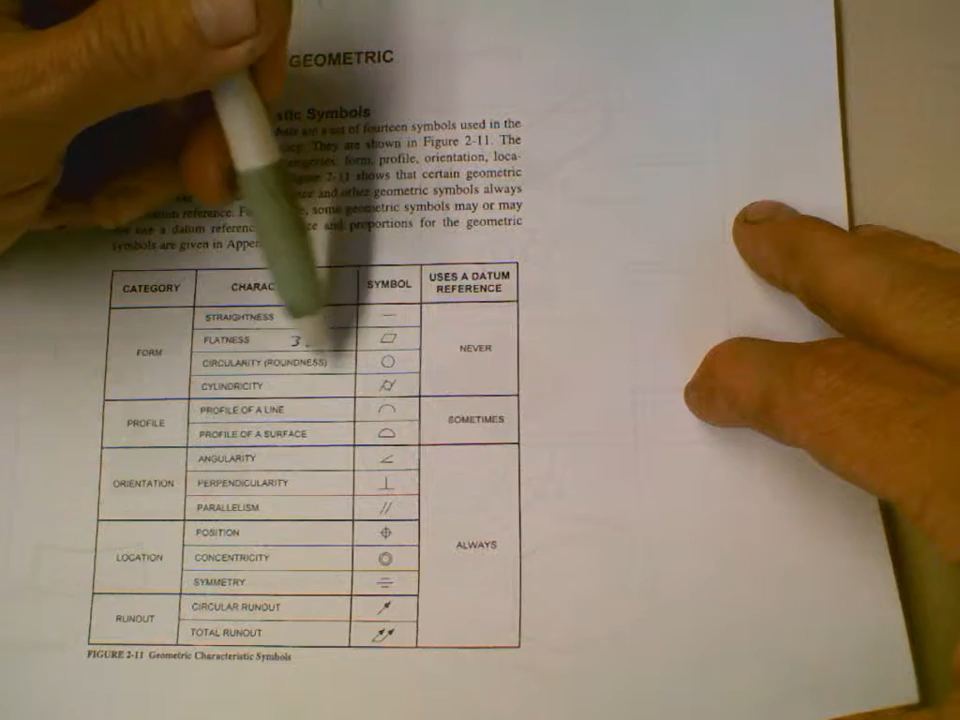 GEOMETRIC
Symbols
are a set of fourteen symbols used in the
They are shown in Figure 2-11. The
form, profile, orientation, loca-
2-11 shows that certain geometric
and other geometric symbols always
reference. some geometric symbols may or may
use a datum and proportions for the geometric
symbols are given in
CATEGORY SYMBOL USES A DATUM REFERENCE
FORM STRAIGHTNESS NEVER
FLATNESS 3
CIRCULARITY (ROUNDNESS)
CYLINDRICITY
PROFILE PROFILE OF A LINE SOMETIMES
PROFILE OF A SURFACE
ORIENTATION ANGULARITY ALWAYS
PERPENDICULARITY
PARALLELISM
LOCATION POSITION
CONCENTRICITY
SYMMETRY
RUNOUT CIRCULAR RUNOUT
TOTAL RUNOUT
FIGURE 2-11 Geometric Characteristic Symbols